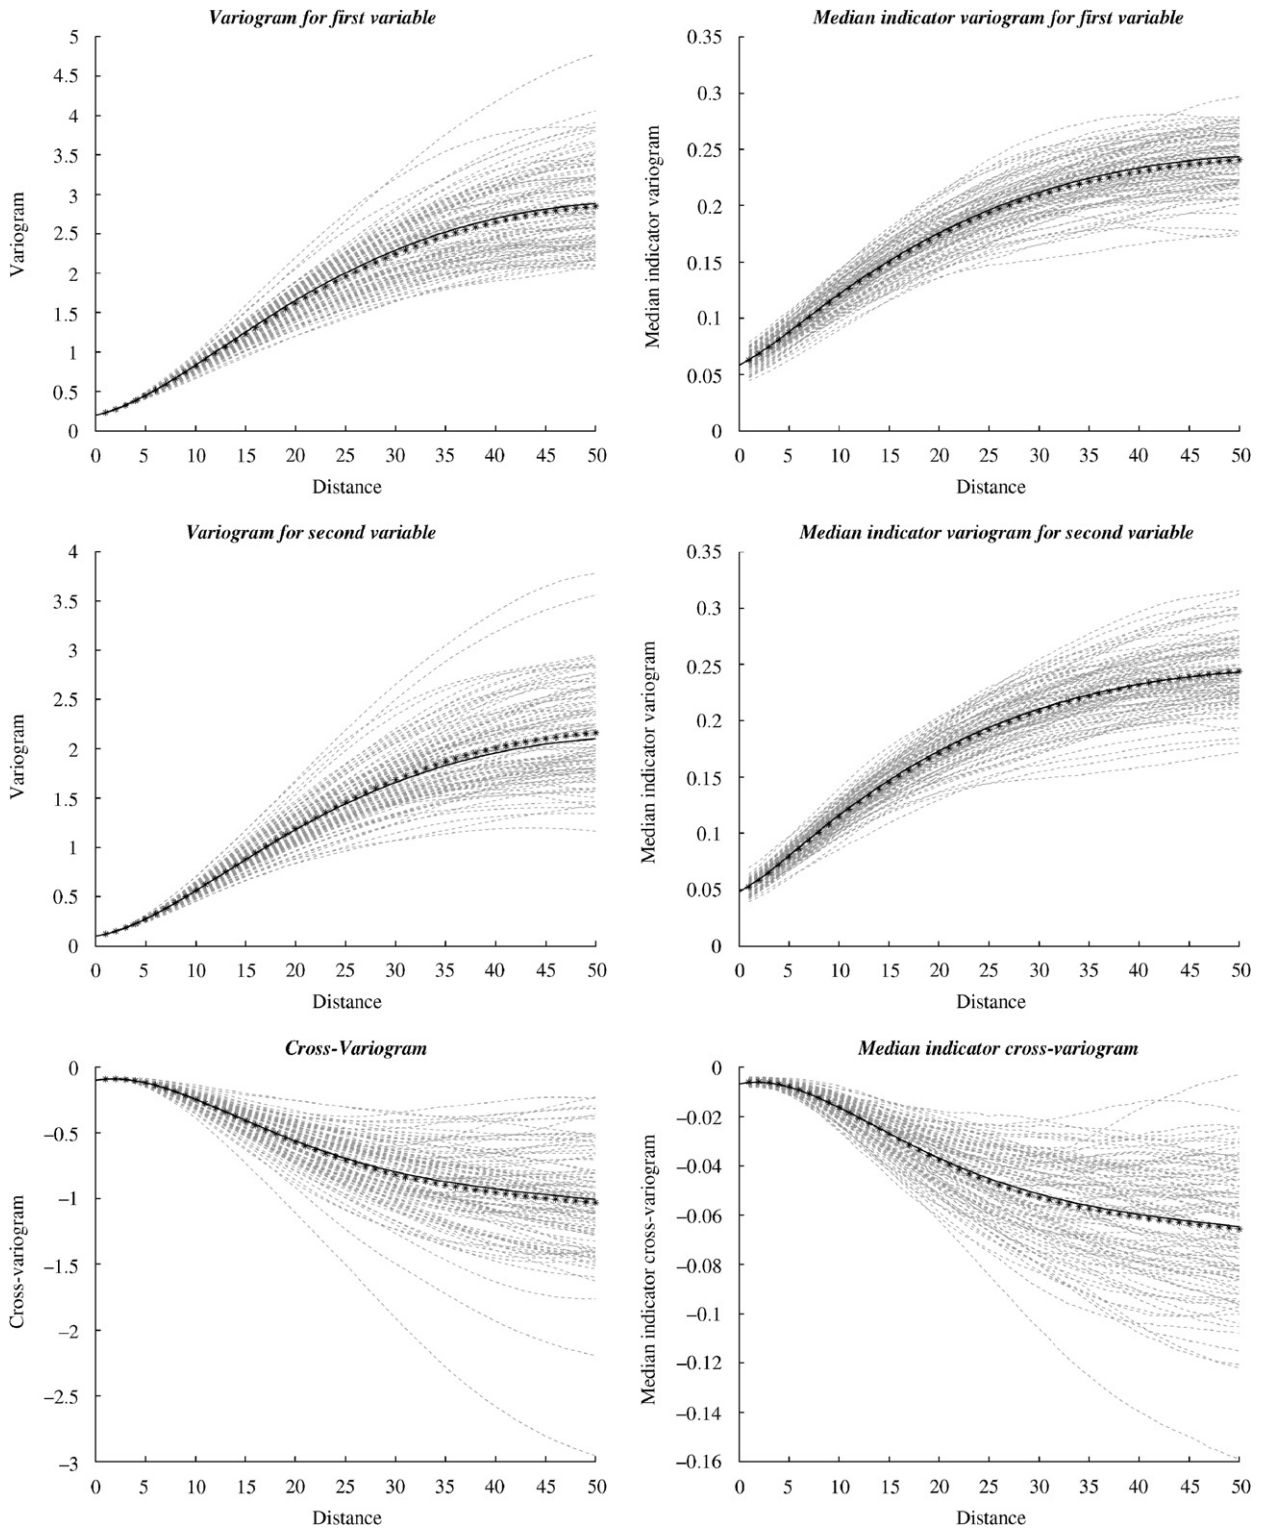 Variogram for first variable
5
4.5
4
3.5
3
2.5
2
1.5
1
0.5
0
Variogram
0 5 10 15 20 25 30 35 40 45 50
Distance
Median indicator variogram for first variable
0.35
0.3
0.25
0.2
0.15
0.1
0.05
0
Median indicator variogram
0 5 10 15 20 25 30 35 40 45 50
Distance
Variogram for second variable
4
3.5
3
2.5
2
1.5
1
0.5
0
Variogram
0 5 10 15 20 25 30 35 40 45 50
Distance
Median indicator variogram for second variable
0.35
0.3
0.25
0.2
0.15
0.1
0.05
0
Median indicator variogram
0 5 10 15 20 25 30 35 40 45 50
Distance
Cross-Variogram
0
−0.5
−1
−1.5
−2
−2.5
−3
Cross-variogram
0 5 10 15 20 25 30 35 40 45 50
Distance
Median indicator cross-variogram
0
−0.02
−0.04
−0.06
−0.08
−0.1
−0.12
−0.14
−0.16
Median indicator cross-variogram
0 5 10 15 20 25 30 35 40 45 50
Distance